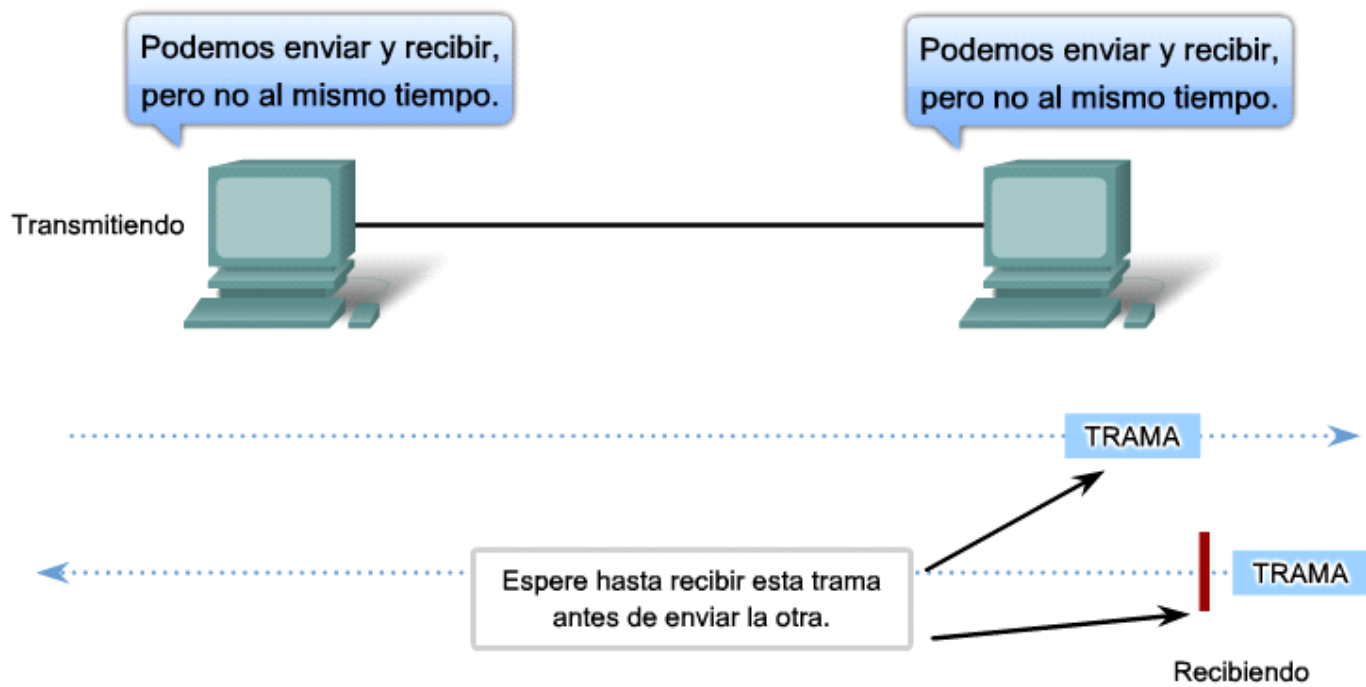 Podemos enviar y recibir,
pero no al mismo tiempo.
Podemos enviar y recibir,
pero no al mismo tiempo.
Transmitiendo
TRAMA
Espere hasta recibir esta trama
antes de enviar la otra.
TRAMA
Recibiendo